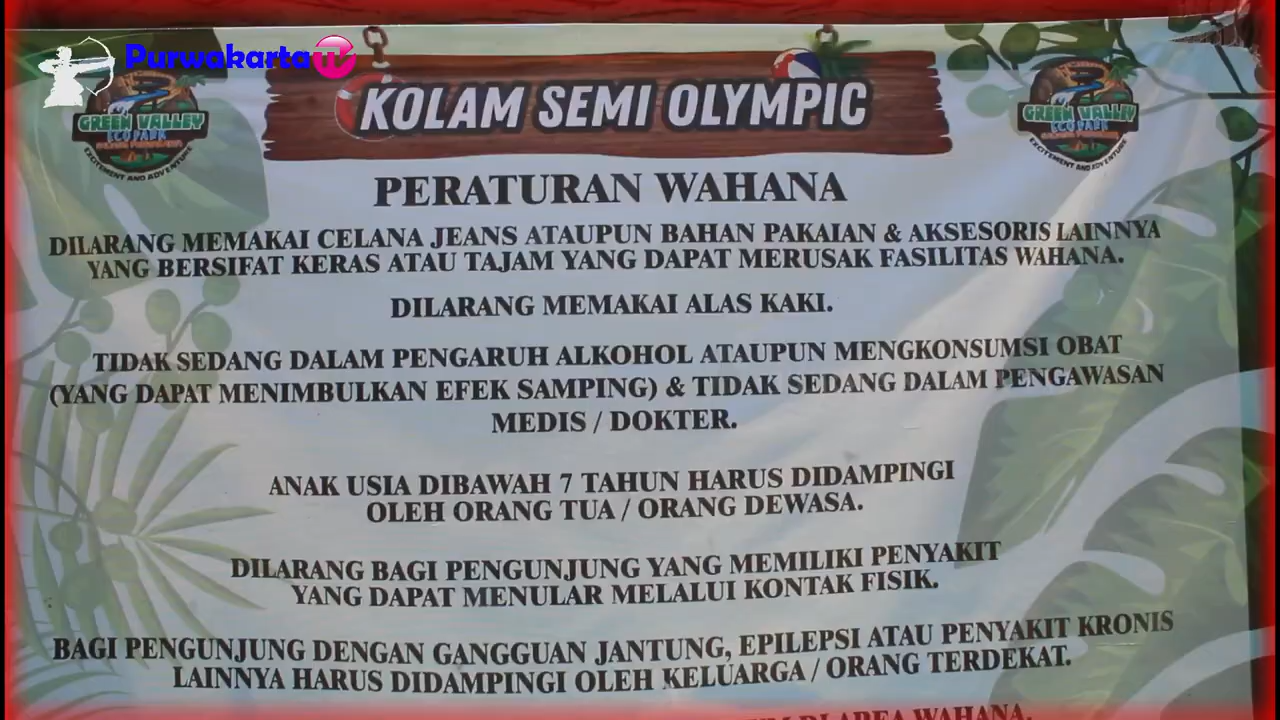 Purwakarta TV
KOLAM SEMI OLYMPIC
GREEN VALLEY
ECO PARK
EXCITEMENT AND ADVENTURE
GREEN VALLEY
ECO PARK
EXCITEMENT AND ADVENTURE
PERATURAN WAHANA
DILARANG MEMAKAI CELANA JEANS ATAUPUN BAHAN PAKAIAN & AKSESORIS LAINNYA
YANG BERSIFAT KERAS ATAU TAJAM YANG DAPAT MERUSAK FASILITAS WAHANA.
DILARANG MEMAKAI ALAS KAKI.
TIDAK SEDANG DALAM PENGARUH ALKOHOL ATAUPUN MENGKONSUMSI OBAT
(YANG DAPAT MENIMBULKAN EFEK SAMPING) & TIDAK SEDANG DALAM PENGAWASAN
MEDIS / DOKTER.
ANAK USIA DIBAWAH 7 TAHUN HARUS DIDAMPINGI
OLEH ORANG TUA / ORANG DEWASA.
DILARANG BAGI PENGUNJUNG YANG MEMILIKI PENYAKIT
YANG DAPAT MENULAR MELALUI KONTAK FISIK.
BAGI PENGUNJUNG DENGAN GANGGUAN JANTUNG, EPILEPSI ATAU PENYAKIT KRONIS
LAINNYA HARUS DIDAMPINGI OLEH KELUARGA / ORANG TERDEKAT.
DI AREA WAHANA.